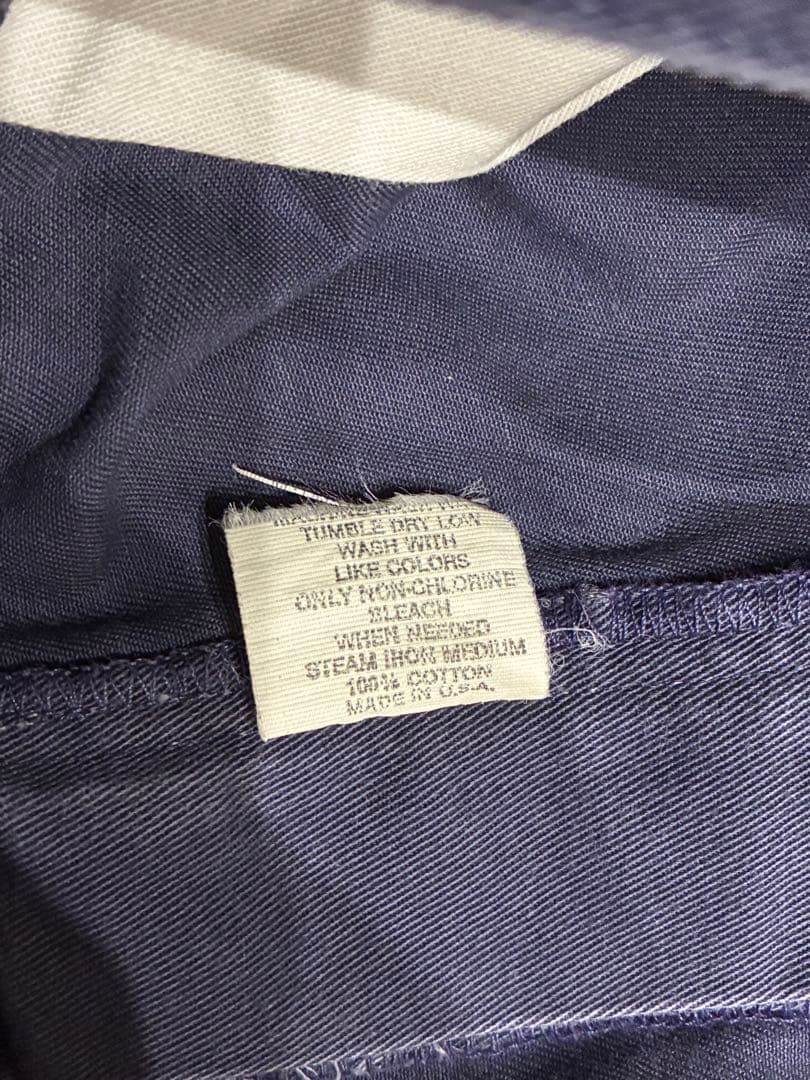 TUMBLE DRY LOW
WASH WITH
LIKE COLORS
ONLY NON-CHLORINE
BLEACH
WHEN NEEDED
STEAM IRON MEDIUM
100% COTTON
MADE IN U.S.A.